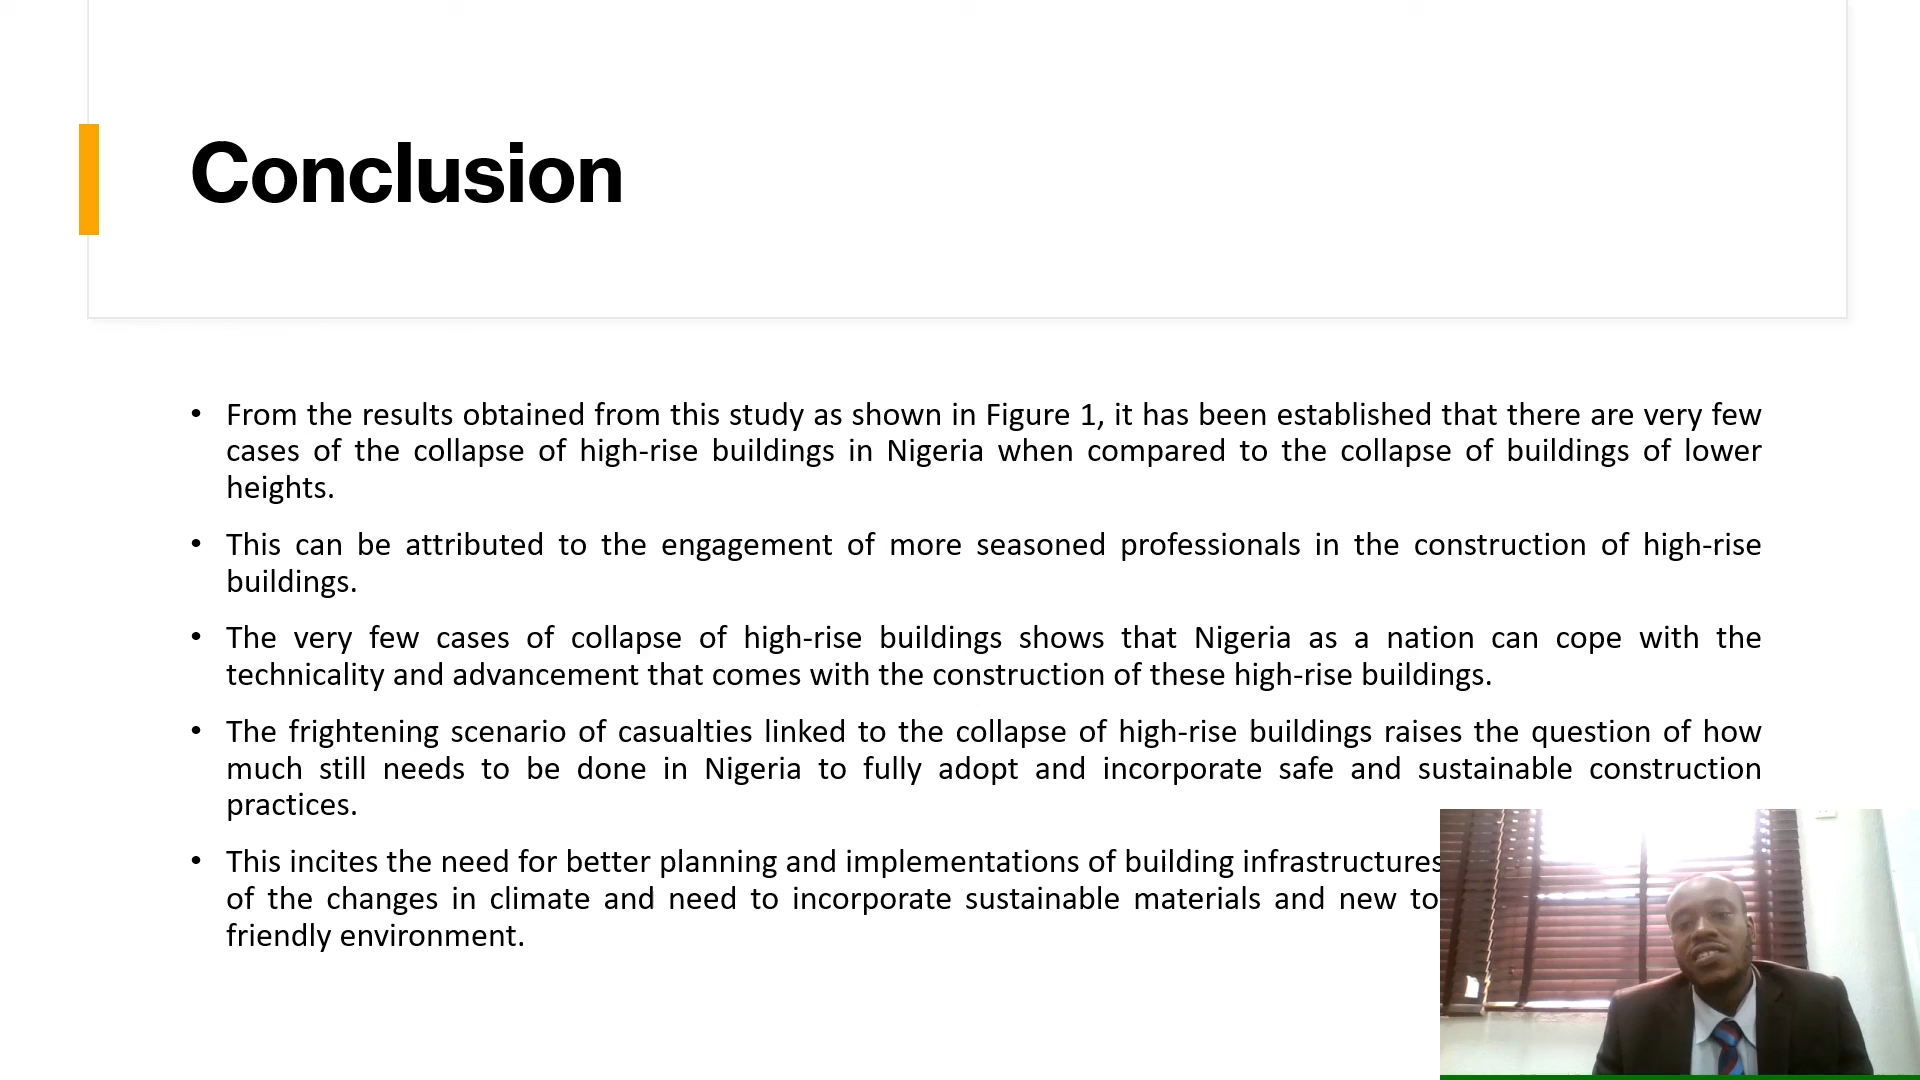 Conclusion
• From the results obtained from this study as shown in Figure 1, it has been established that there are very few
cases of the collapse of high-rise buildings in Nigeria when compared to the collapse of buildings of lower
heights.
• This can be attributed to the engagement of more seasoned professionals in the construction of high-rise
buildings.
• The very few cases of collapse of high-rise buildings shows that Nigeria as a nation can cope with the
technicality and advancement that comes with the construction of these high-rise buildings.
• The frightening scenario of casualties linked to the collapse of high-rise buildings raises the question of how
much still needs to be done in Nigeria to fully adopt and incorporate safe and sustainable construction
practices.
• This incites the need for better planning and implementations of building infrastructures
of the changes in climate and need to incorporate sustainable materials and new to
friendly environment.